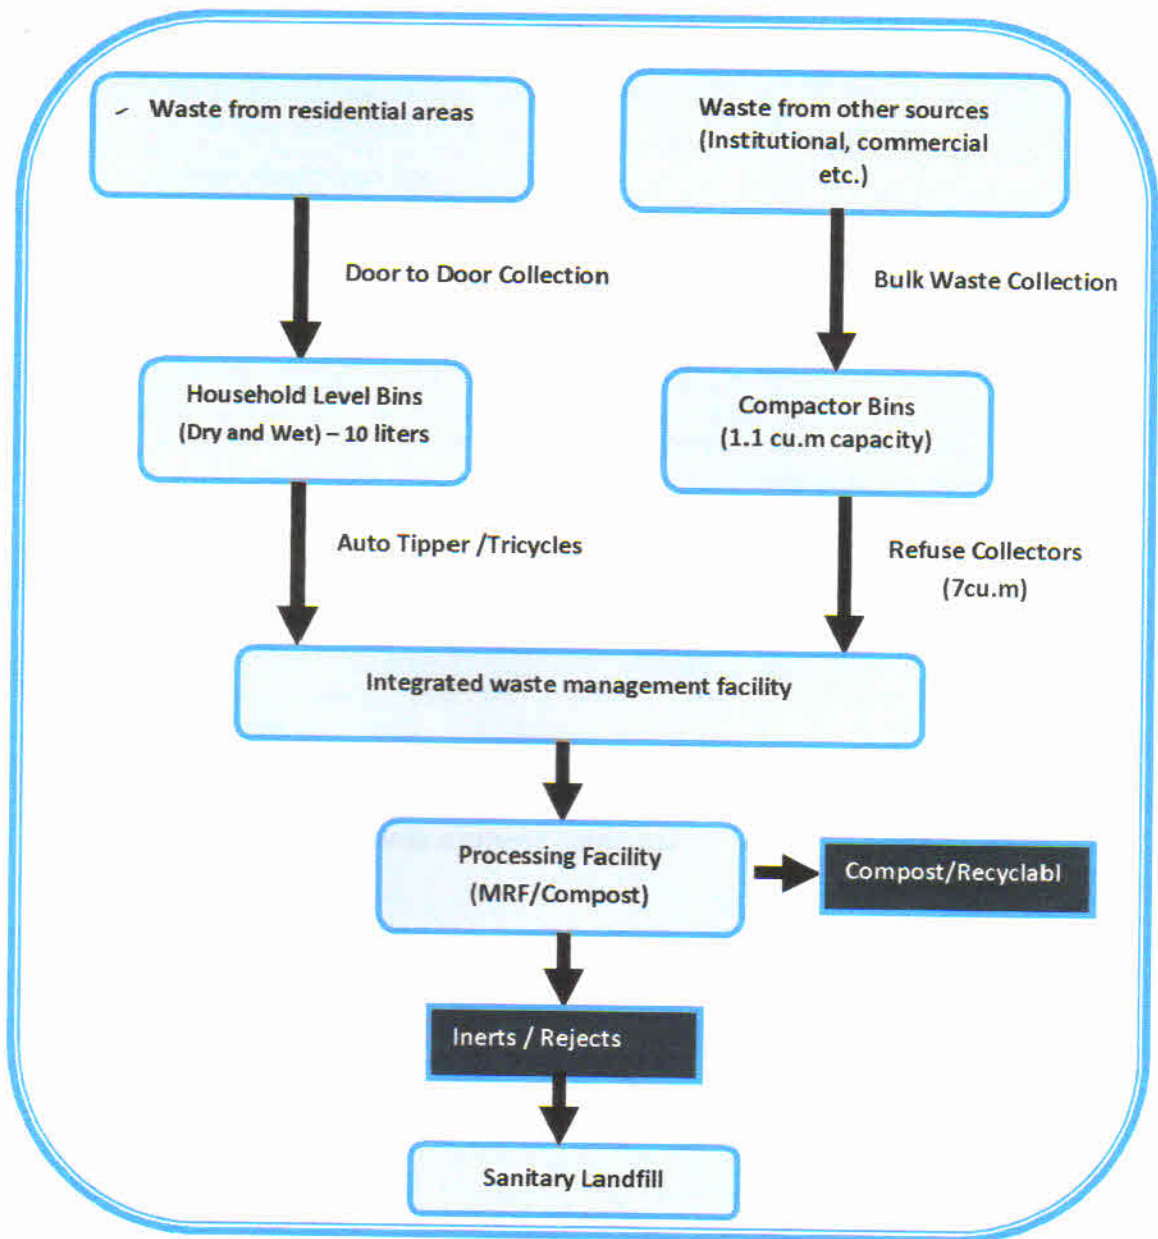 Waste from residential areas
Waste from other sources
(Institutional, commercial
etc.)
Door to Door Collection
Bulk Waste Collection
Household Level Bins
(Dry and Wet) – 10 liters
Compactor Bins
(1.1 cu.m capacity)
Auto Tipper /Tricycles
Refuse Collectors
(7cu.m)
Integrated waste management facility
Processing Facility
(MRF/Compost)
Compost/Recyclabl
Inerts / Rejects
Sanitary Landfill